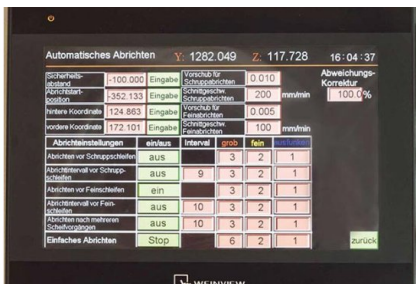 Automatisches Abrichten Y: 1282.049 Z: 117.728 16:04:37
Sicherheits-
abstand -100.000 Eingabe Vorschub für
Schruppabrichten 0.010 Abweichungs-
Korrektur
100.0%
Abrichtstart-
position -352.133 Eingabe Schnittgeschw.
Schruppabrichten 200 mm/min
hintere Koordinate 124.863 Eingabe Vorschub für
Feinabrichten 0.005
vordere Koordinate 172.101 Eingabe Schnittgeschw.
Feinabrichten 100 mm/min
Abrichteinstellungen ein/aus Interval grob fein ausfunken
Abrichten vor Schruppschleifen aus 3 2 1
Abrichtintervall vor Schrupp-
schleifen aus 9 3 2 1
Abrichten vor Feinschleifen ein 3 2 1
Abrichtintervall vor Fein-
schleifen aus 10 3 2 1
Abrichten nach mehreren
Scheifvorgängen aus 10 3 2 1
Einfaches Abrichten Stop 6 2 1 zurück
WEINVIEW